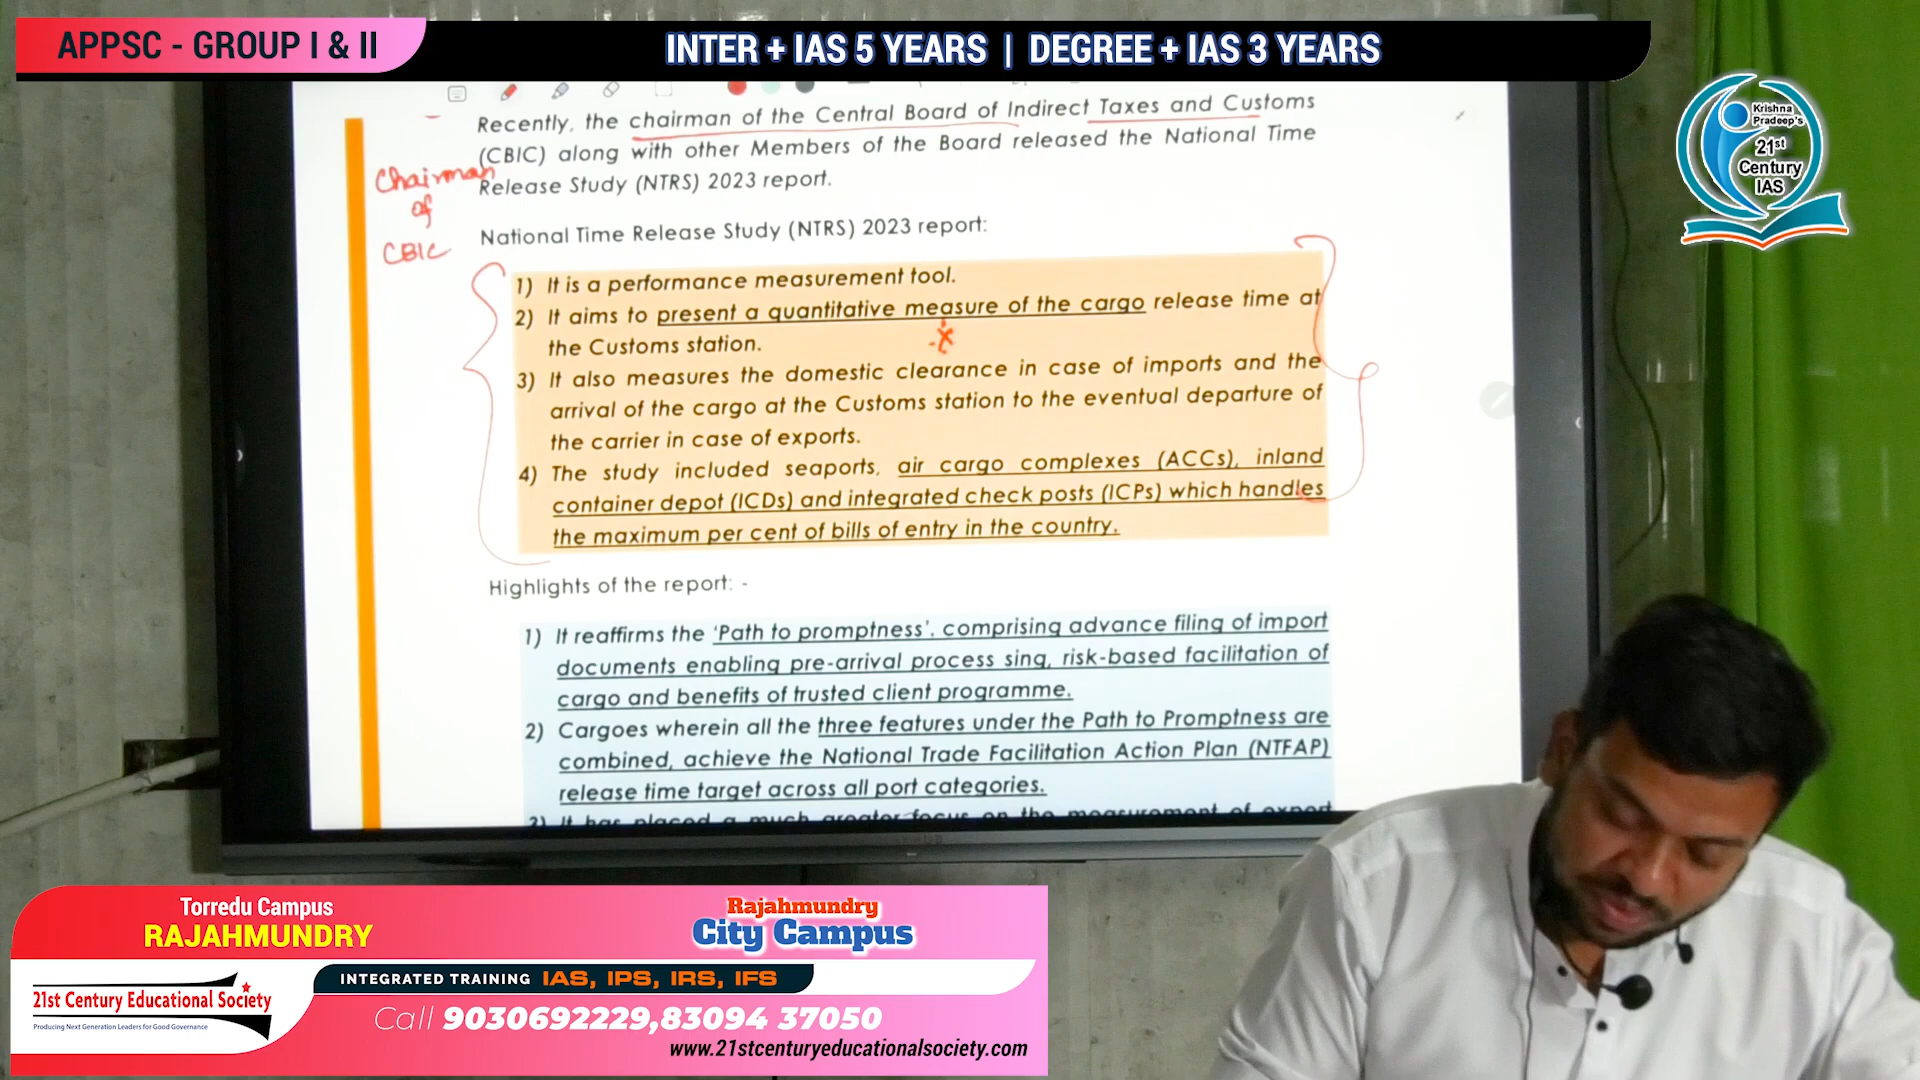 APPSC - GROUP I & II
INTER + IAS 5 YEARS | DEGREE + IAS 3 YEARS
Krishna
Pradeep's
21st
Century
IAS
Recently, the chairman of the Central Board of Indirect Taxes and Customs
(CBIC) along with other Members of the Board released the National Time
Release Study (NTRS) 2023 report.
Chairman
of
CBIC
National Time Release Study (NTRS) 2023 report:
1) It is a performance measurement tool.
2) It aims to present a quantitative measure of the cargo release time at
the Customs station.
3) It also measures the domestic clearance in case of imports and the
arrival of the cargo at the Customs station to the eventual departure of
the carrier in case of exports.
4) The study included seaports, air cargo complexes (ACCs), inland
container depot (ICDs) and integrated check posts (ICPs) which handles
the maximum per cent of bills of entry in the country.
Highlights of the report: -
1) It reaffirms the 'Path to promptness', comprising advance filing of import
documents enabling pre-arrival process sing, risk-based facilitation of
cargo and benefits of trusted client programme.
2) Cargoes wherein all the three features under the Path to Promptness are
combined, achieve the National Trade Facilitation Action Plan (NTFAP)
release time target across all port categories.
3) It has placed a much greater focus on the measurement of export
Torredu Campus
RAJAHMUNDRY
Rajahmundry
City Campus
INTEGRATED TRAINING IAS, IPS, IRS, IFS
21st Century Educational Society
Producing Next Generation Leaders for Good Governance
Call 9030692229,83094 37050
www.21stcenturyeducationalsociety.com